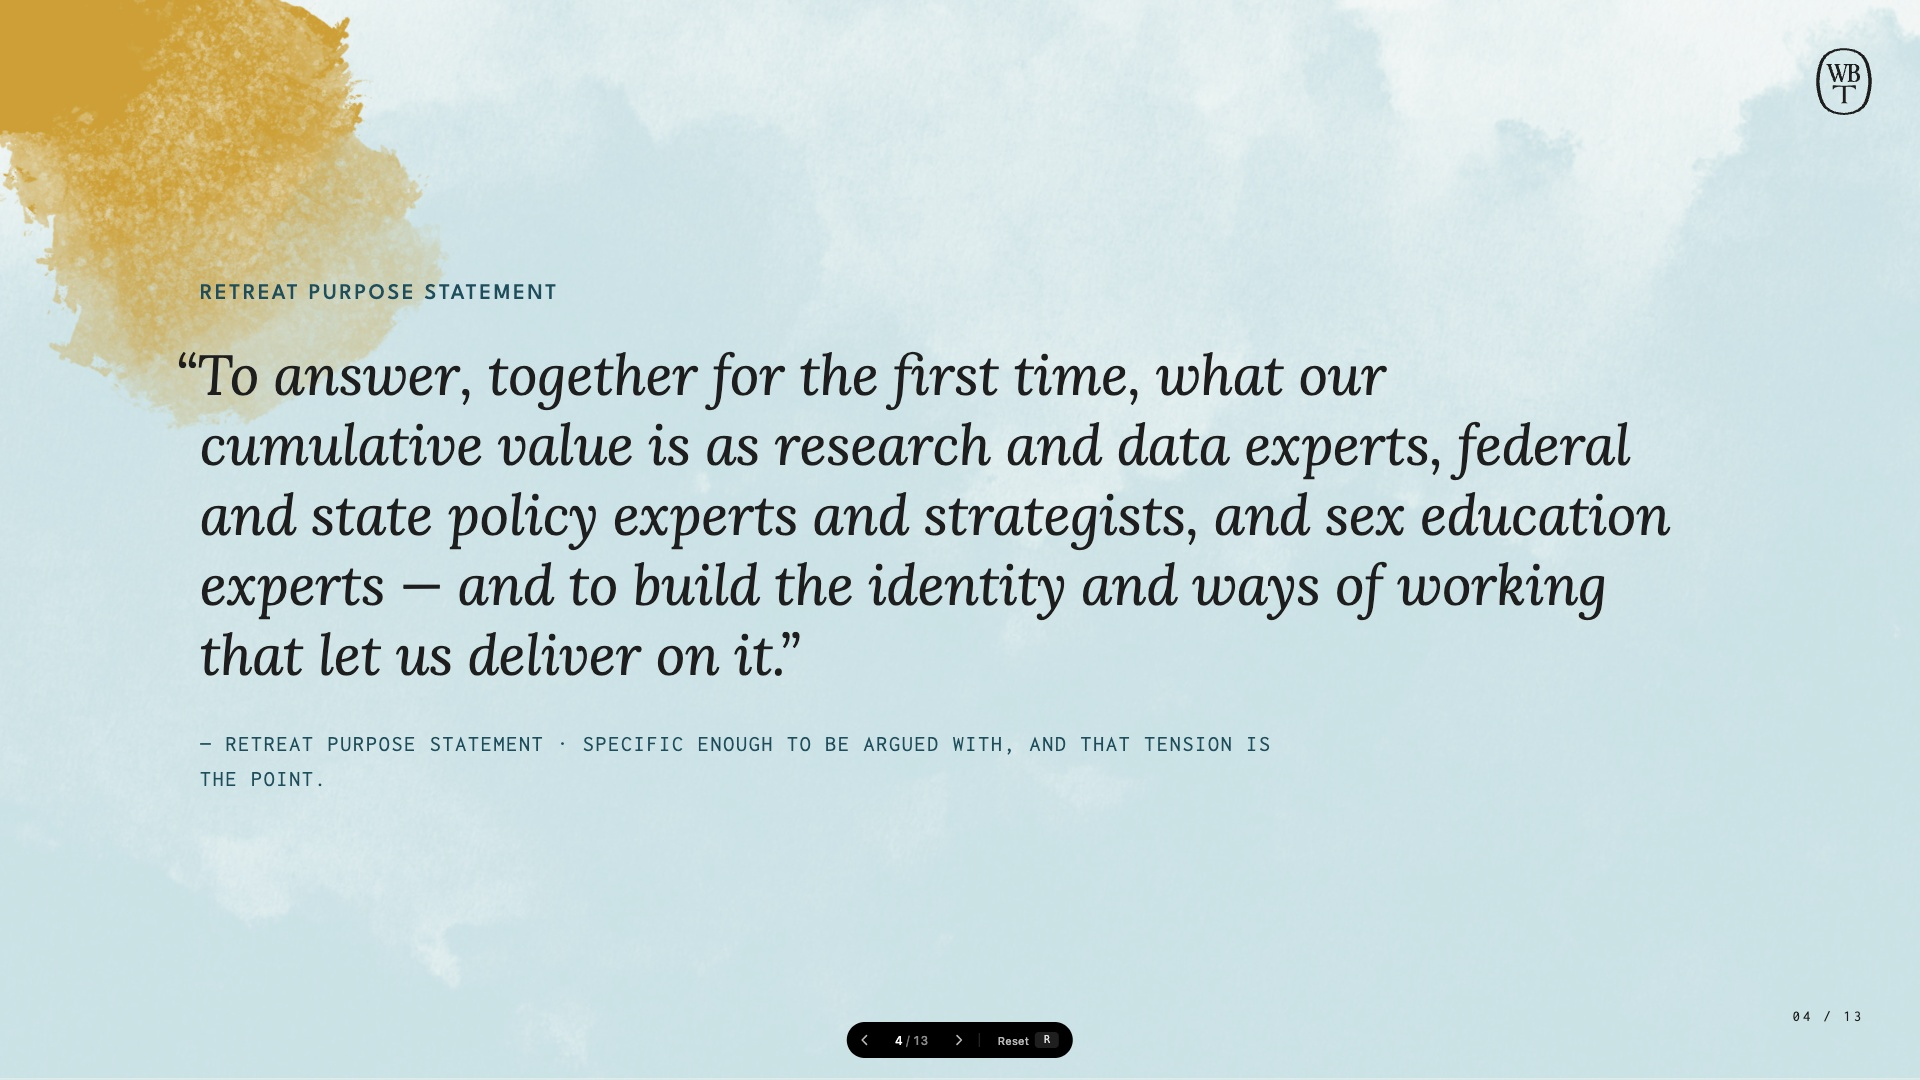 WB
T
RETREAT PURPOSE STATEMENT
“To answer, together for the first time, what our
cumulative value is as research and data experts, federal
and state policy experts and strategists, and sex education
experts — and to build the identity and ways of working
that let us deliver on it.”
— RETREAT PURPOSE STATEMENT · SPECIFIC ENOUGH TO BE ARGUED WITH, AND THAT TENSION IS
THE POINT.
04 / 13
4 / 13 Reset R